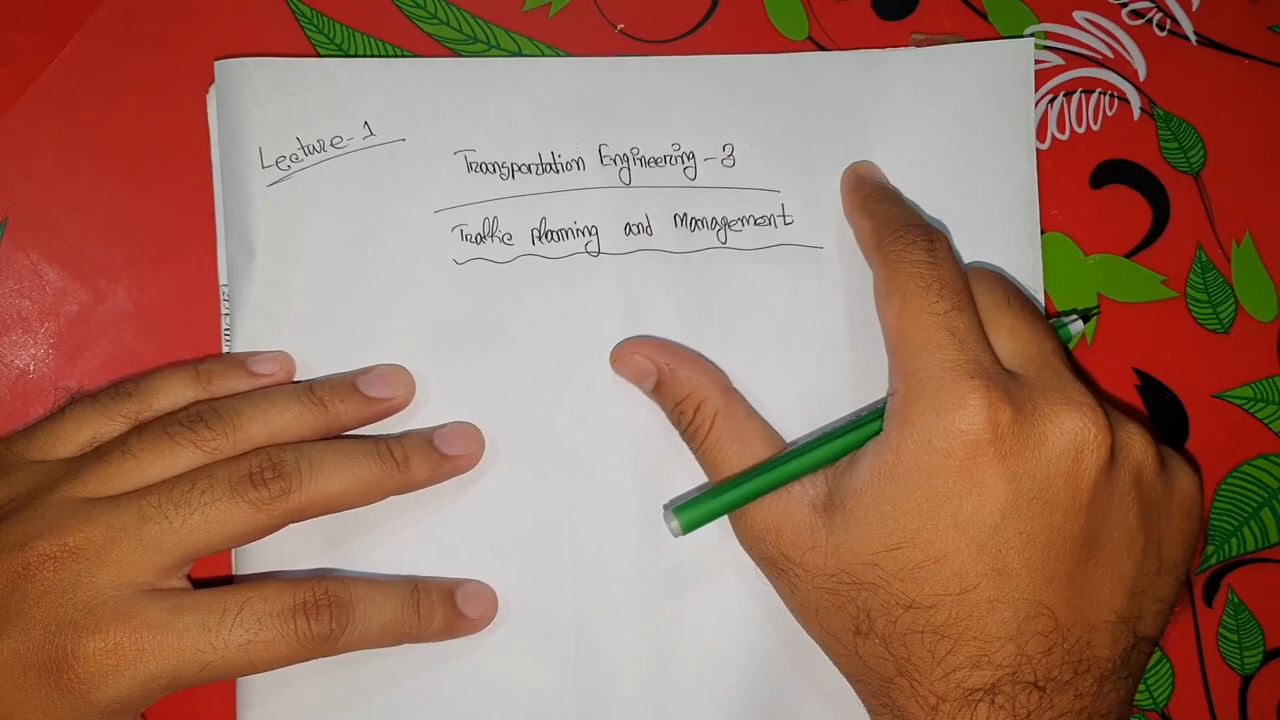 Lecture-1
Transportation Engineering-3
Traffic planning and Management